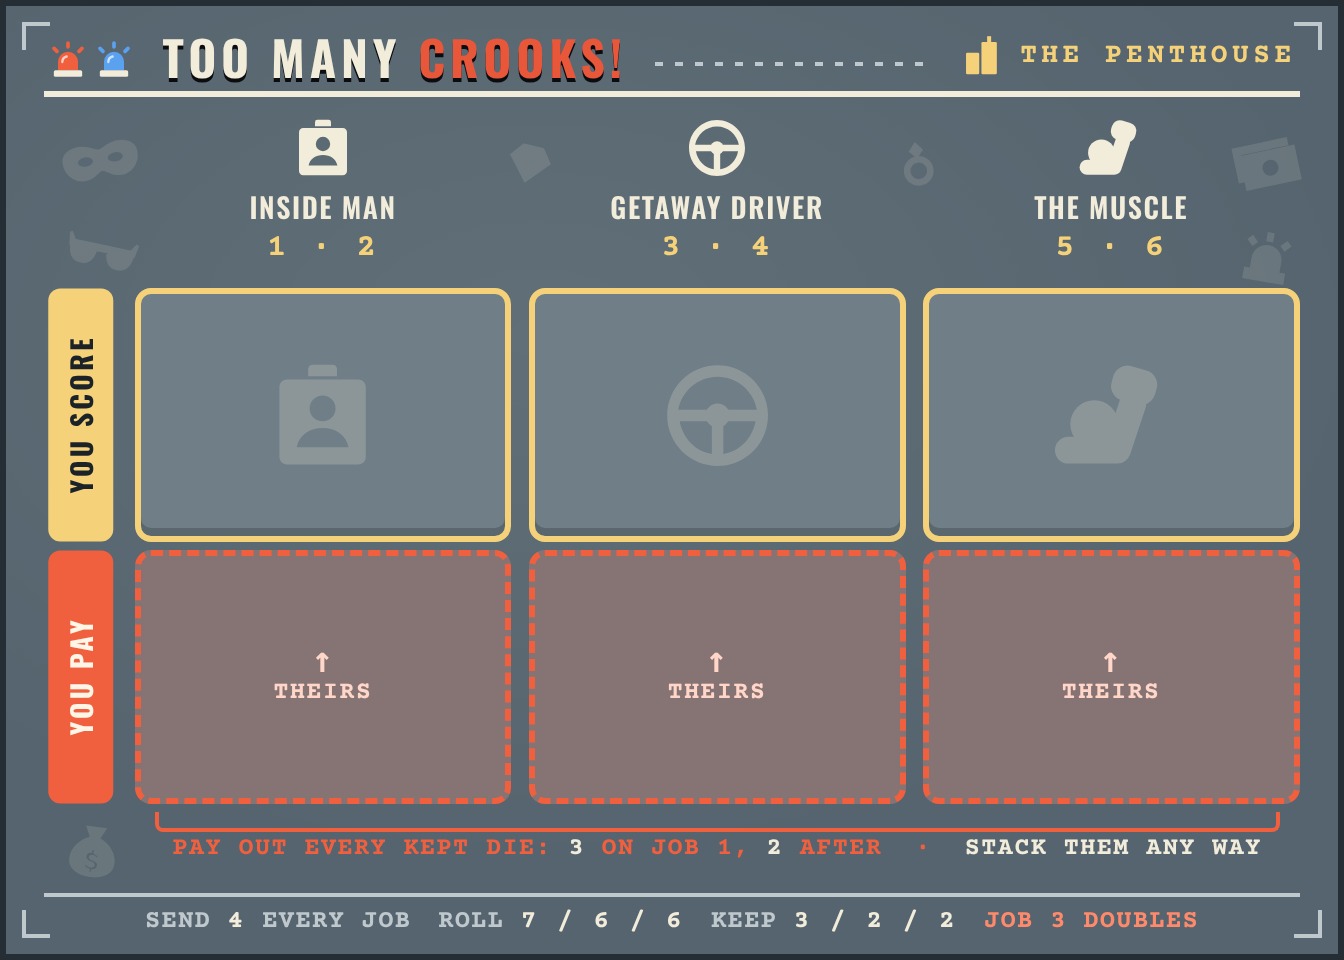 TOO MANY CROOKS!
THE PENTHOUSE
INSIDE MAN
1 · 2
GETAWAY DRIVER
3 · 4
THE MUSCLE
5 · 6
YOU SCORE
YOU PAY
↑
THEIRS
↑
THEIRS
↑
THEIRS
$
PAY OUT EVERY KEPT DIE: 3 ON JOB 1, 2 AFTER · STACK THEM ANY WAY
SEND 4 EVERY JOB ROLL 7 / 6 / 6 KEEP 3 / 2 / 2 JOB 3 DOUBLES